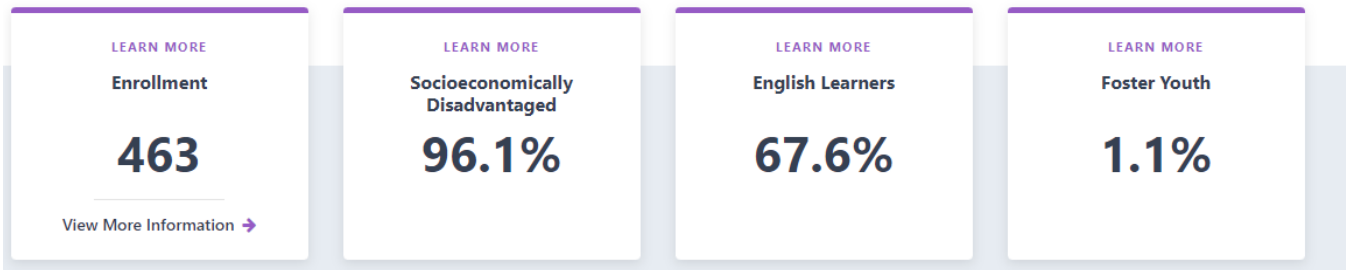 LEARN MORE
Enrollment
463
View More Information
LEARN MORE
Socioeconomically
Disadvantaged
96.1%
LEARN MORE
English Learners
67.6%
LEARN MORE
Foster Youth
1.1%